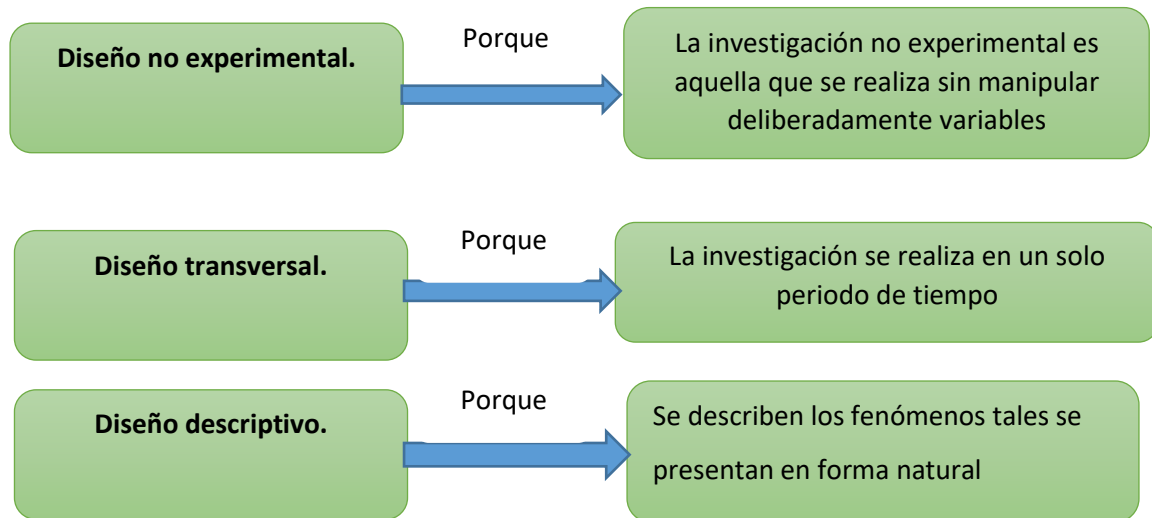 Diseño no experimental.
Porque
La investigación no experimental es
aquella que se realiza sin manipular
deliberadamente variables
Diseño transversal.
Porque
La investigación se realiza en un solo
periodo de tiempo
Diseño descriptivo.
Porque
Se describen los fenómenos tales se
presentan en forma natural